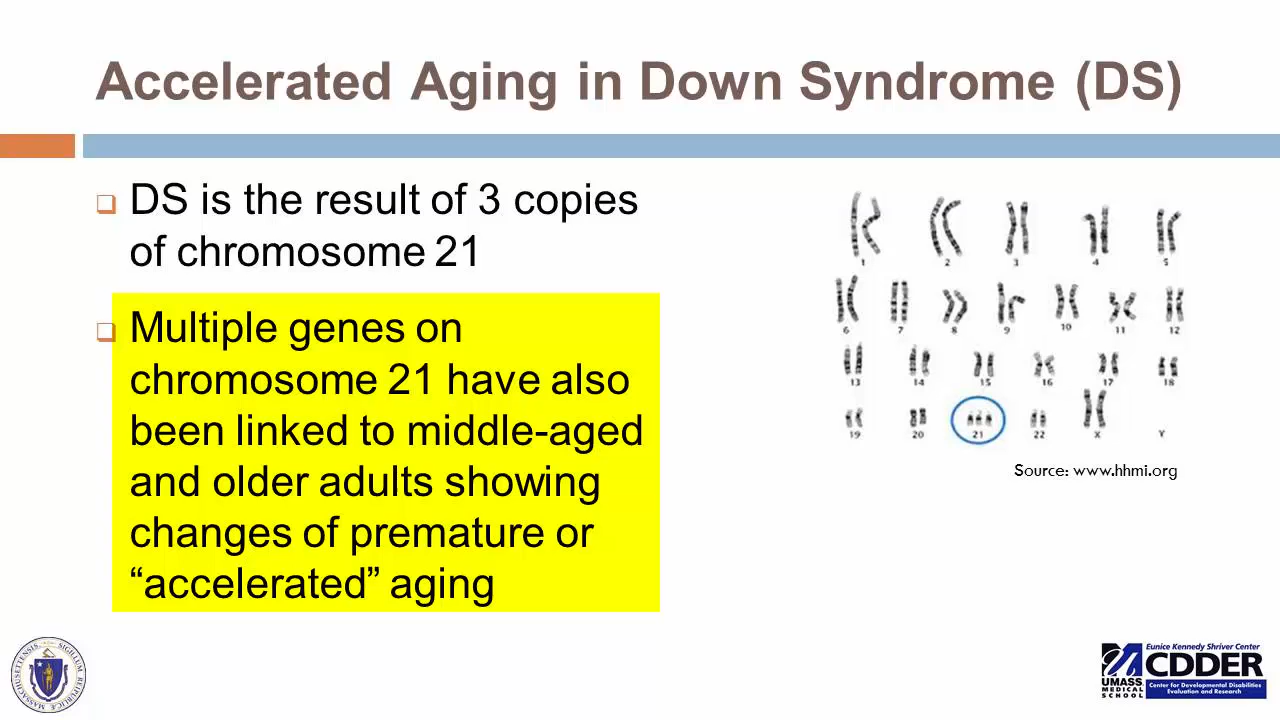 Accelerated Aging in Down Syndrome (DS)
DS is the result of 3 copies
of chromosome 21
Multiple genes on
chromosome 21 have also
been linked to middle-aged
and older adults showing
changes of premature or
“accelerated” aging
1 2 3 4 5
6 7 8 9 10 11 12
13 14 15 16 17 18
19 20 21 22 X Y
Source: www.hhmi.org
Eunice Kennedy Shriver Center
CDDER
UMASS.
MEDICAL
SCHOOL
Center for Developmental Disabilities
Evaluation and Research